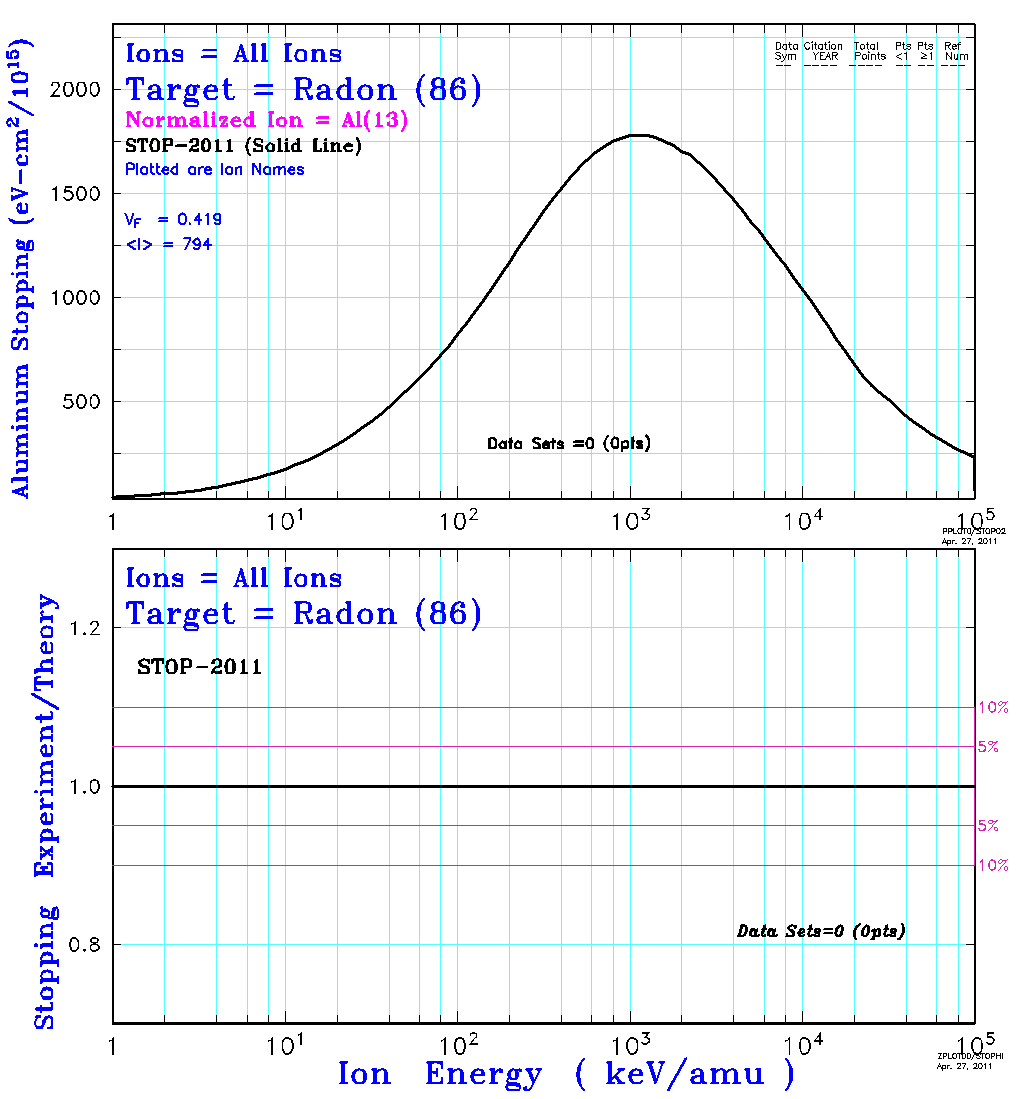 Ions = All Ions
Target = Radon (86)
Normalized Ion = Al(13)
STOP-2011 (Solid Line)
Plotted are Ion Names
V_F = 0.419
<I> = 794
Data Citation Total Pts Pts Ref
Sym YEAR Points <1 ≥1 Num
Aluminum Stopping (eV-cm²/10¹⁵)
2000
1500
1000
500
Data Sets =0 (0pts)
1 10¹ 10² 10³ 10⁴ 10⁵
PPLOT0/STOP02
Apr. 27, 2011
Ions = All Ions
Target = Radon (86)
STOP-2011
Stopping Experiment/Theory
1.2
1.0
0.8
10%
5%
5%
10%
Data Sets=0 (0pts)
1 10¹ 10² 10³ 10⁴ 10⁵
Ion Energy ( keV/amu )
Apr. 27, 2011